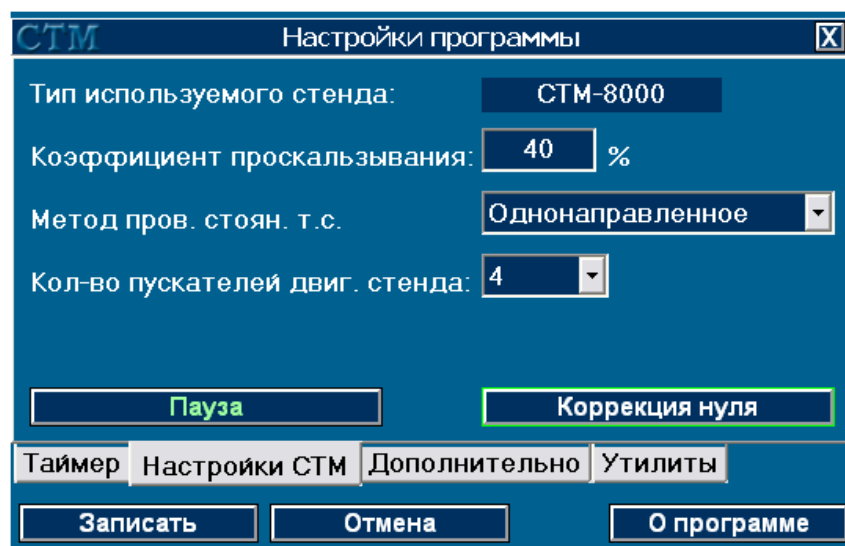 СТМ Настройки программы X
Тип используемого стенда: СТМ-8000
Коэффициент проскальзывания: 40 %
Метод пров. стоян. т.с. Однонаправленное
Кол-во пускателей двиг. стенда: 4
Пауза Коррекция нуля
Таймер Настройки СТМ Дополнительно Утилиты
Записать Отмена О программе